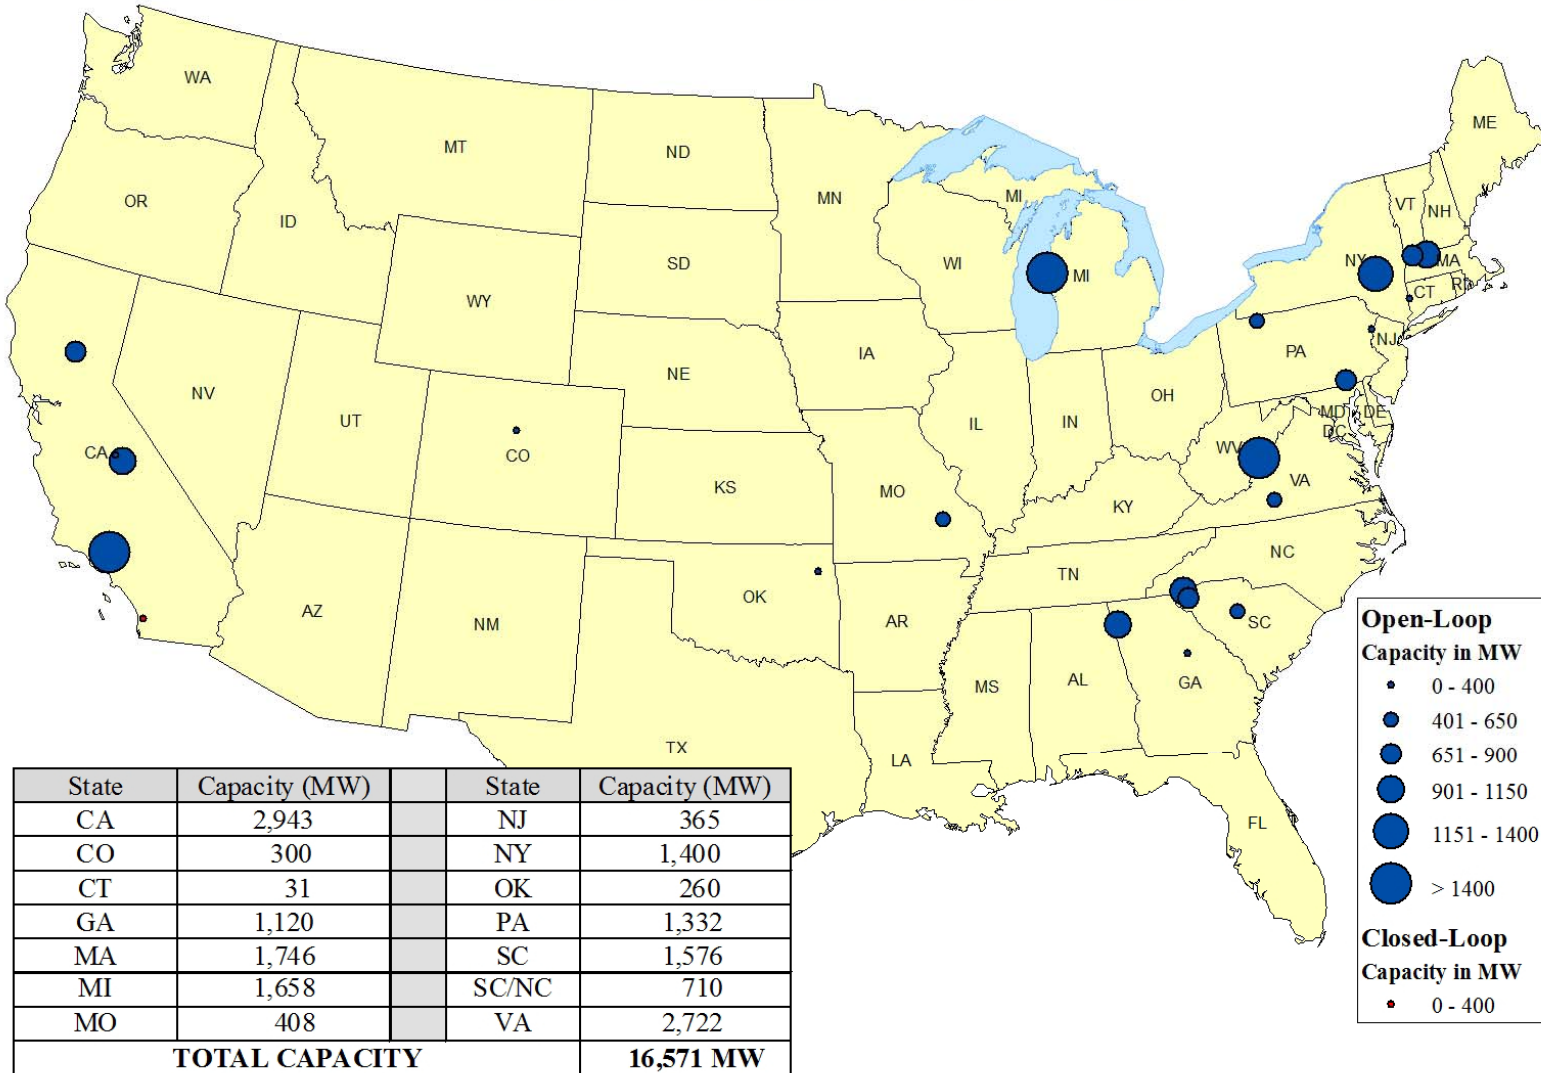 WA
MT
ND
MN
ME
OR
ID
SD
WI
MI
MI
VT
NH
NY
MA
WY
CT
RI
IA
NE
PA
NJ
NV
UT
CO
IL
IN
OH
MD
DE
DC
WV
VA
CA
KS
MO
KY
NC
TN
OK
AR
SC
AZ
NM
MS
AL
GA
TX
LA
FL
Open-Loop
Capacity in MW
0 - 400
401 - 650
651 - 900
901 - 1150
1151 - 1400
> 1400
Closed-Loop
Capacity in MW
0 - 400
State Capacity (MW) State Capacity (MW)
CA 2,943 NJ 365
CO 300 NY 1,400
CT 31 OK 260
GA 1,120 PA 1,332
MA 1,746 SC 1,576
MI 1,658 SC/NC 710
MO 408 VA 2,722
TOTAL CAPACITY 16,571 MW